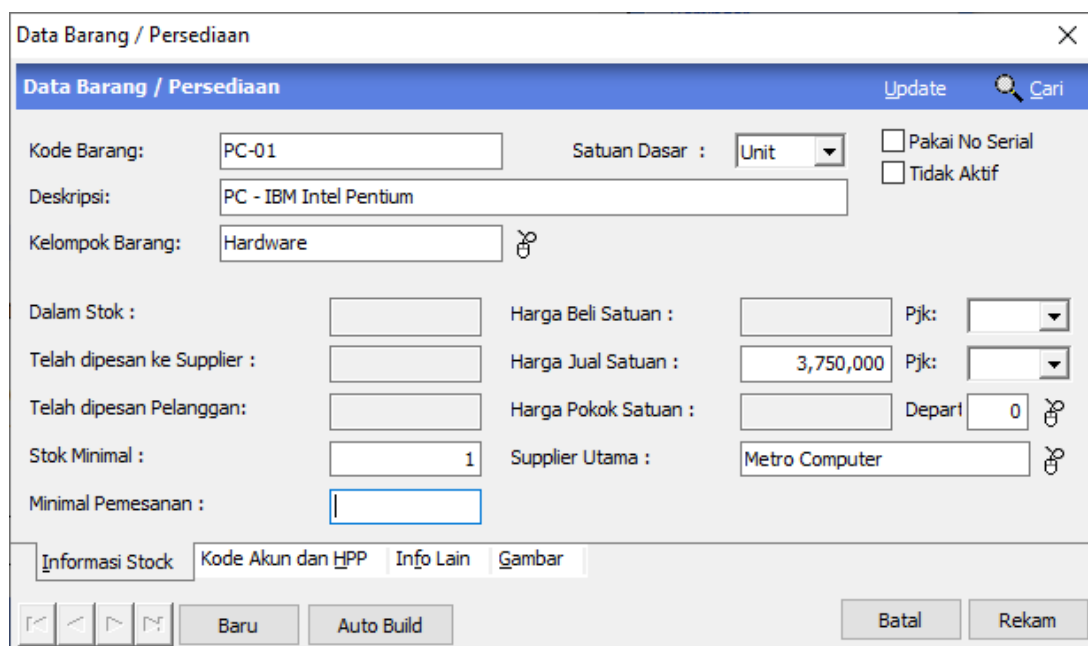 Data Barang / Persediaan
Data Barang / Persediaan Update Cari
Kode Barang: PC-01 Satuan Dasar : Unit Pakai No Serial
Tidak Aktif
Deskripsi: PC - IBM Intel Pentium
Kelompok Barang: Hardware
Dalam Stok : Harga Beli Satuan : Pjk:
Telah dipesan ke Supplier : Harga Jual Satuan : 3,750,000 Pjk:
Telah dipesan Pelanggan: Harga Pokok Satuan : Depart 0
Stok Minimal : 1 Supplier Utama : Metro Computer
Minimal Pemesanan :
Informasi Stock Kode Akun dan HPP Info Lain Gambar
Baru Auto Build Batal Rekam